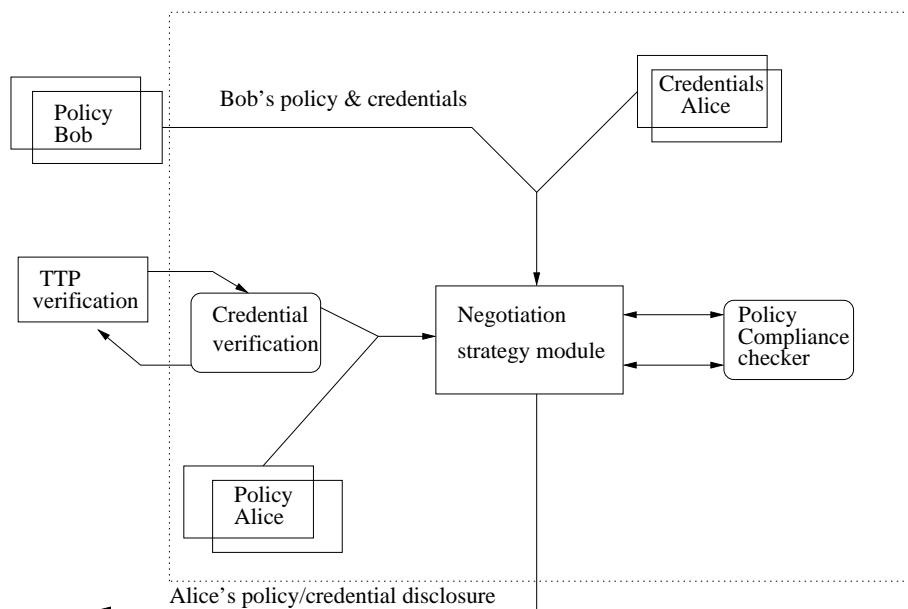 Policy
Bob
Bob's policy & credentials
Credentials
Alice
TTP
verification
Credential
verification
Negotiation
strategy module
Policy
Compliance
checker
Policy
Alice
Alice's policy/credential disclosure